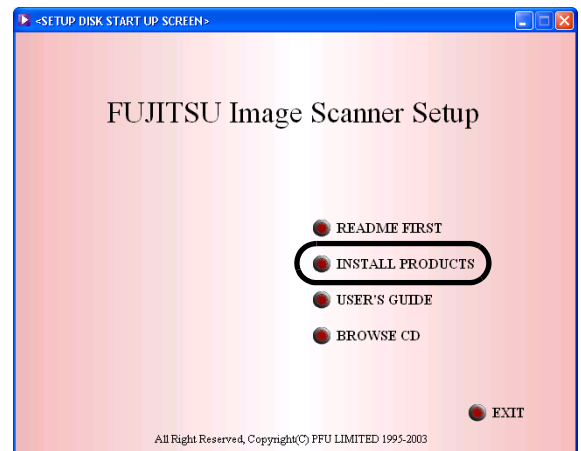 <SETUP DISK START UP SCREEN>
FUJITSU Image Scanner Setup
README FIRST
INSTALL PRODUCTS
USER'S GUIDE
BROWSE CD
EXIT
All Right Reserved, Copyright(C) PFU LIMITED 1995-2003